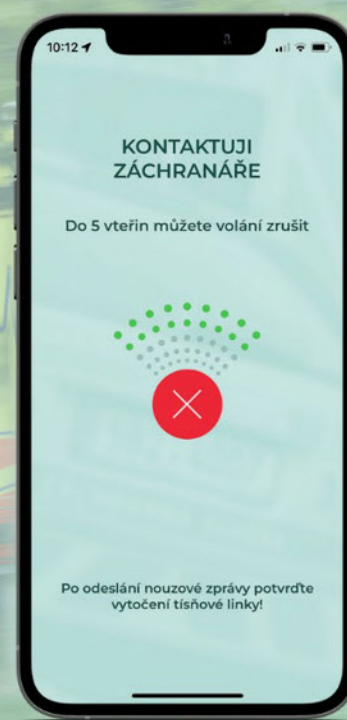 10:12
KONTAKTUJI
ZÁCHRANÁŘE
Do 5 vteřin můžete volání zrušit
Po odeslání nouzové zprávy potvrďte
vytočení tísňové linky!